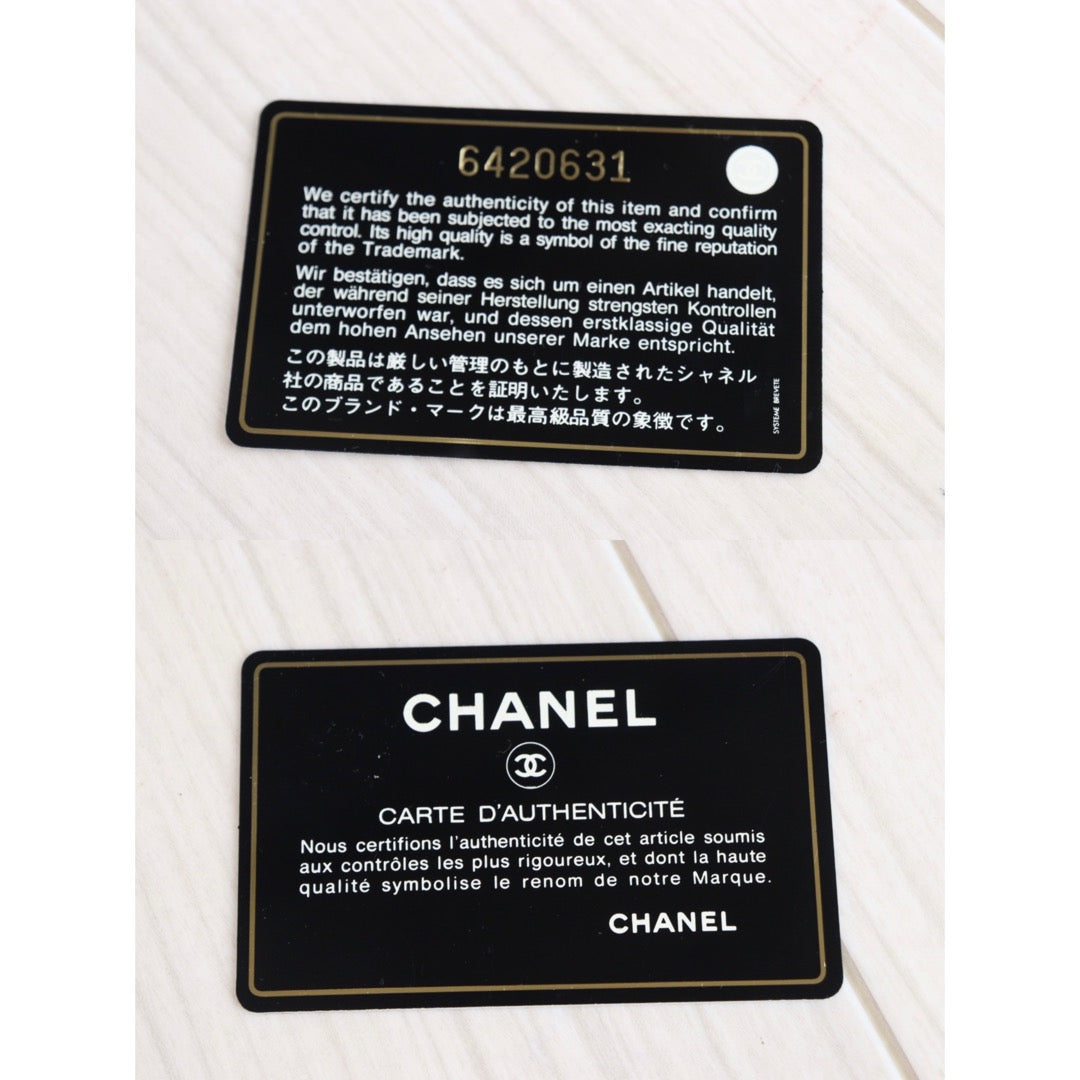 6420631
We certify the authenticity of this item and confirm
that it has been subjected to the most exacting quality
control. Its high quality is a symbol of the fine reputation
of the Trademark.
Wir bestätigen, dass es sich um einen Artikel handelt,
der während seiner Herstellung strengsten Kontrollen
unterworfen war, und dessen erstklassige Qualität
dem hohen Ansehen unserer Marke entspricht.
この製品は厳しい管理のもとに製造されたシャネル
社の商品であることを証明いたします。
このブランド・マークは最高級品質の象徴です。
SYSTEME BREVETE
CHANEL
CARTE D'AUTHENTICITÉ
Nous certifions l'authenticité de cet article soumis
aux contrôles les plus rigoureux, et dont la haute
qualité symbolise le renom de notre Marque.
CHANEL